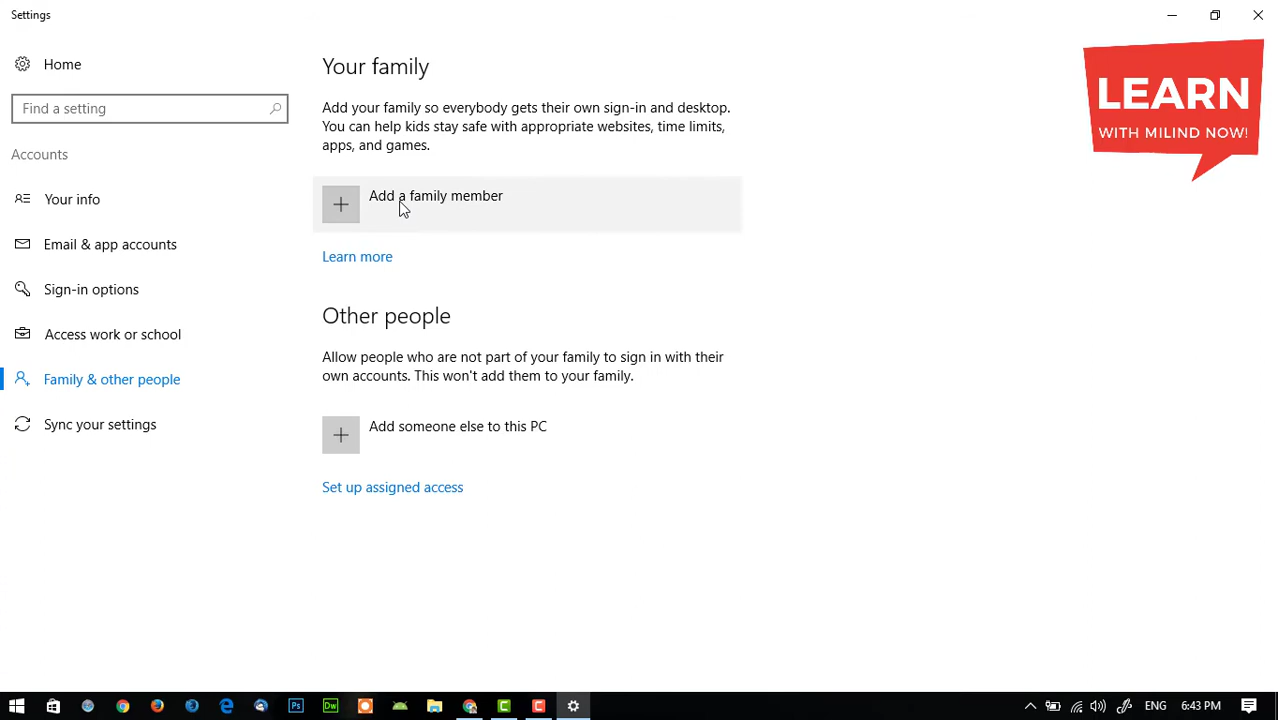 Settings
Home
Find a setting
Accounts
Your info
Email & app accounts
Sign-in options
Access work or school
Family & other people
Sync your settings
Your family
Add your family so everybody gets their own sign-in and desktop.
You can help kids stay safe with appropriate websites, time limits,
apps, and games.
Add a family member
Learn more
Other people
Allow people who are not part of your family to sign in with their
own accounts. This won't add them to your family.
Add someone else to this PC
Set up assigned access
LEARN
WITH MILIND NOW!
Ps
Dw
ENG
6:43 PM